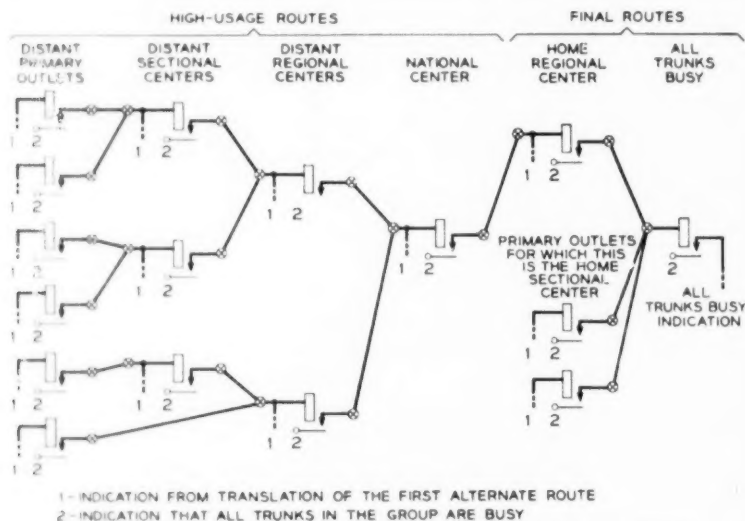 HIGH-USAGE ROUTES
FINAL ROUTES
DISTANT PRIMARY OUTLETS
DISTANT SECTIONAL CENTERS
DISTANT REGIONAL CENTERS
NATIONAL CENTER
HOME REGIONAL CENTER
ALL TRUNKS BUSY
1 2
1 2
1 2
1 2
1 2
1 2
1 2
1 2
1 2
1 2
1 2
1 2
1 2
PRIMARY OUTLETS
FOR WHICH THIS
IS THE HOME
SECTIONAL
CENTER
1 2
1 2
2
ALL
TRUNKS BUSY
INDICATION
1-INDICATION FROM TRANSLATION OF THE FIRST ALTERNATE ROUTE
2-INDICATION THAT ALL TRUNKS IN THE GROUP ARE BUSY